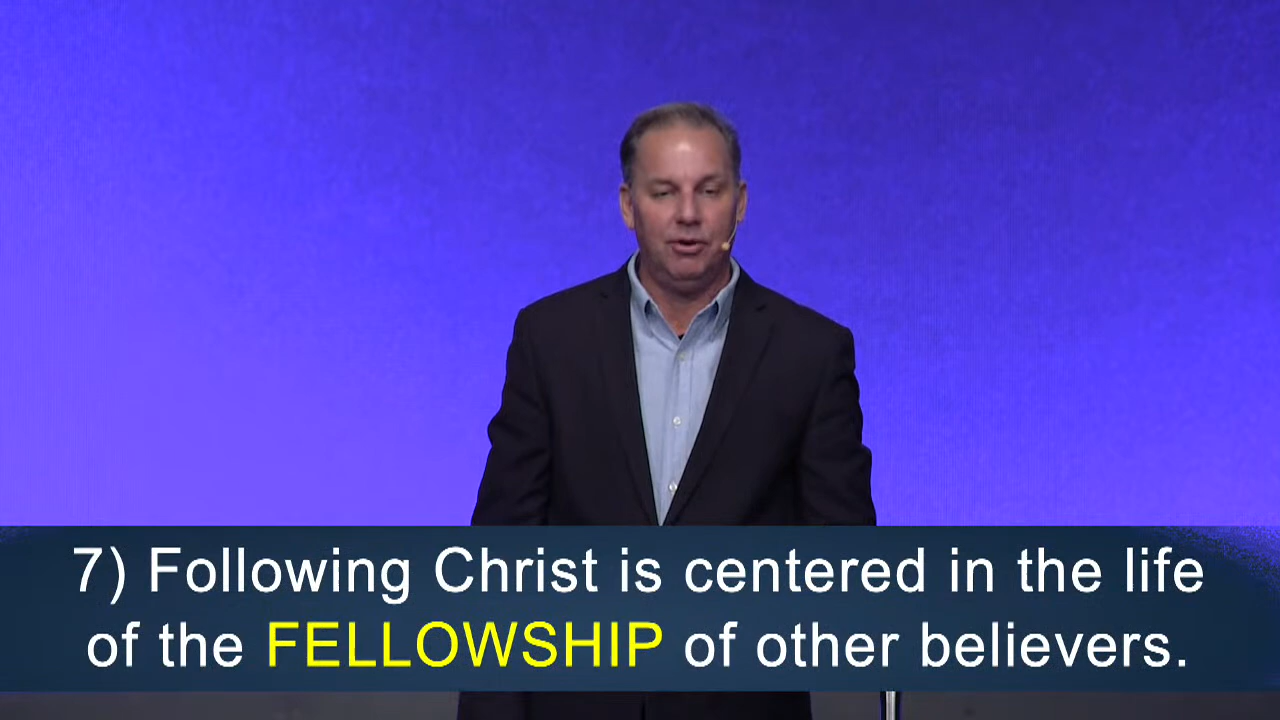 7) Following Christ is centered in the life
of the FELLOWSHIP of other believers.